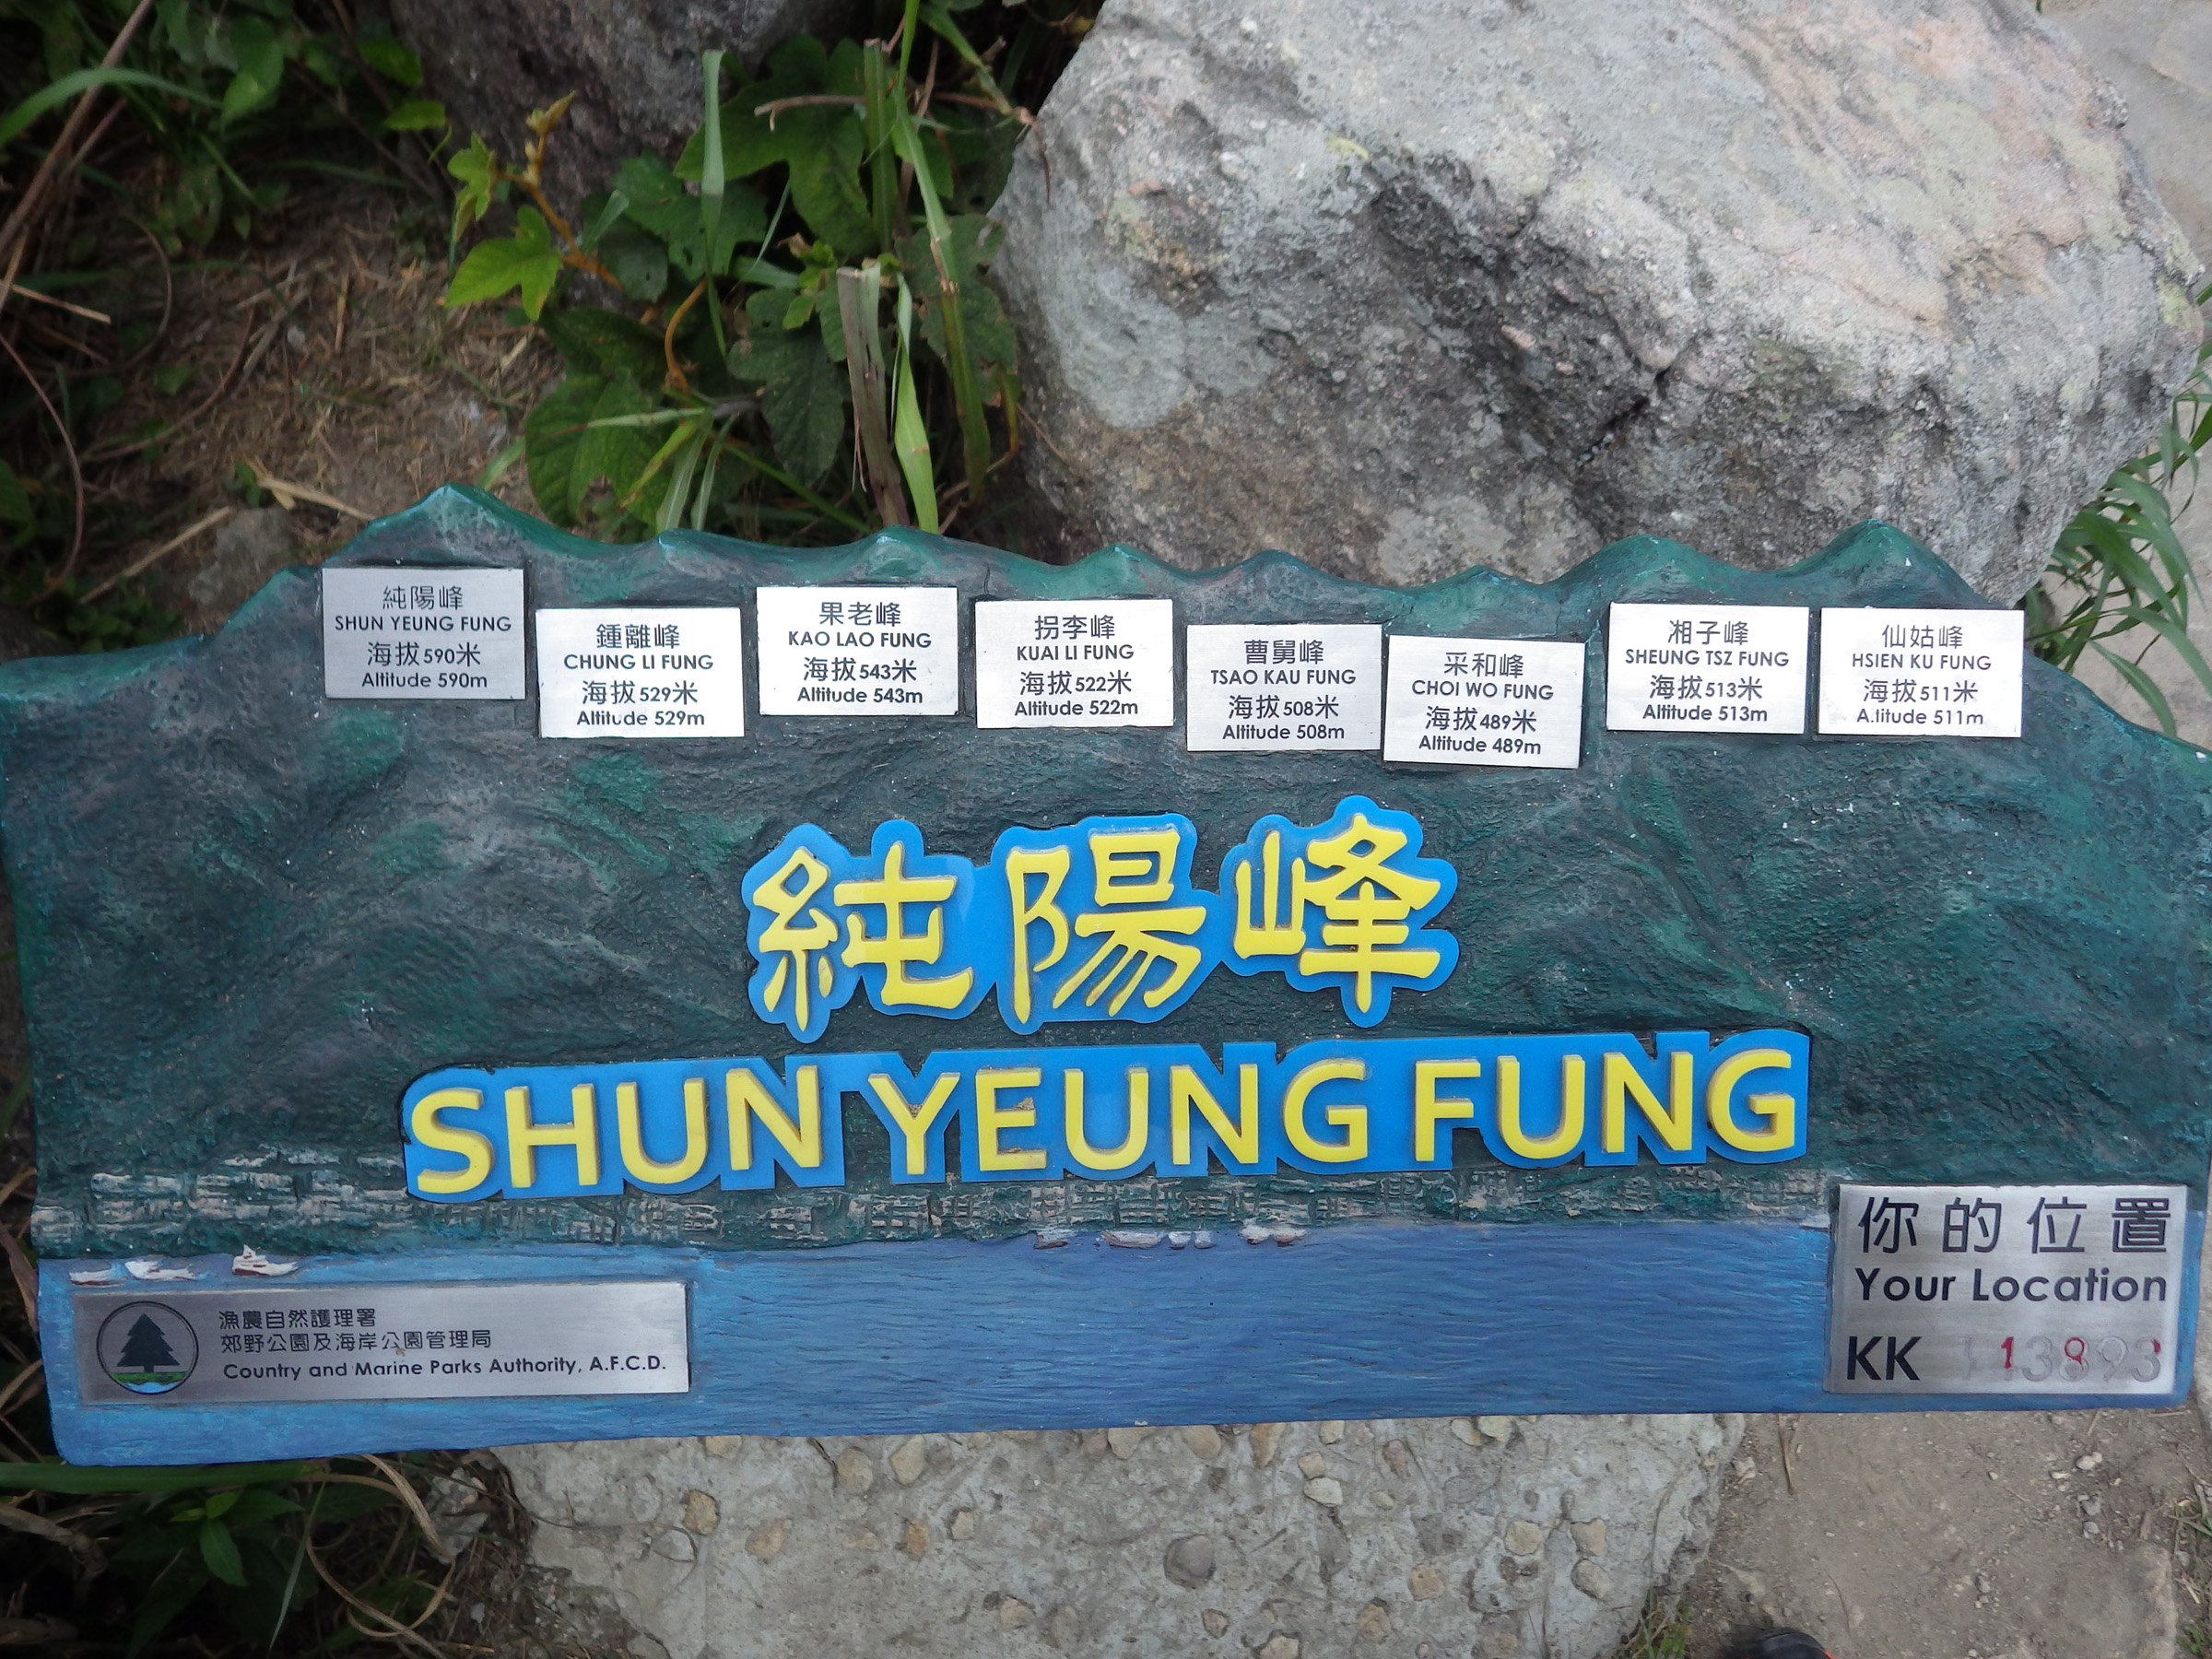 純陽峰
SHUN YEUNG FUNG
海拔590米
Altitude 590m
鍾離峰
CHUNG LI FUNG
海拔529米
Altitude 529m
果老峰
KAO LAO FUNG
海拔543米
Altitude 543m
拐李峰
KUAI LI FUNG
海拔522米
Altitude 522m
曹舅峰
TSAO KAU FUNG
海拔508米
Altitude 508m
采和峰
CHOI WO FUNG
海拔489米
Altitude 489m
湘子峰
SHEUNG TSZ FUNG
海拔513米
Altitude 513m
仙姑峰
HSIEN KU FUNG
海拔511米
A.litude 511m
純陽峰
SHUN YEUNG FUNG
漁農自然護理署
郊野公園及海岸公園管理局
Country and Marine Parks Authority, A.F.C.D.
你的位置
Your Location
KK